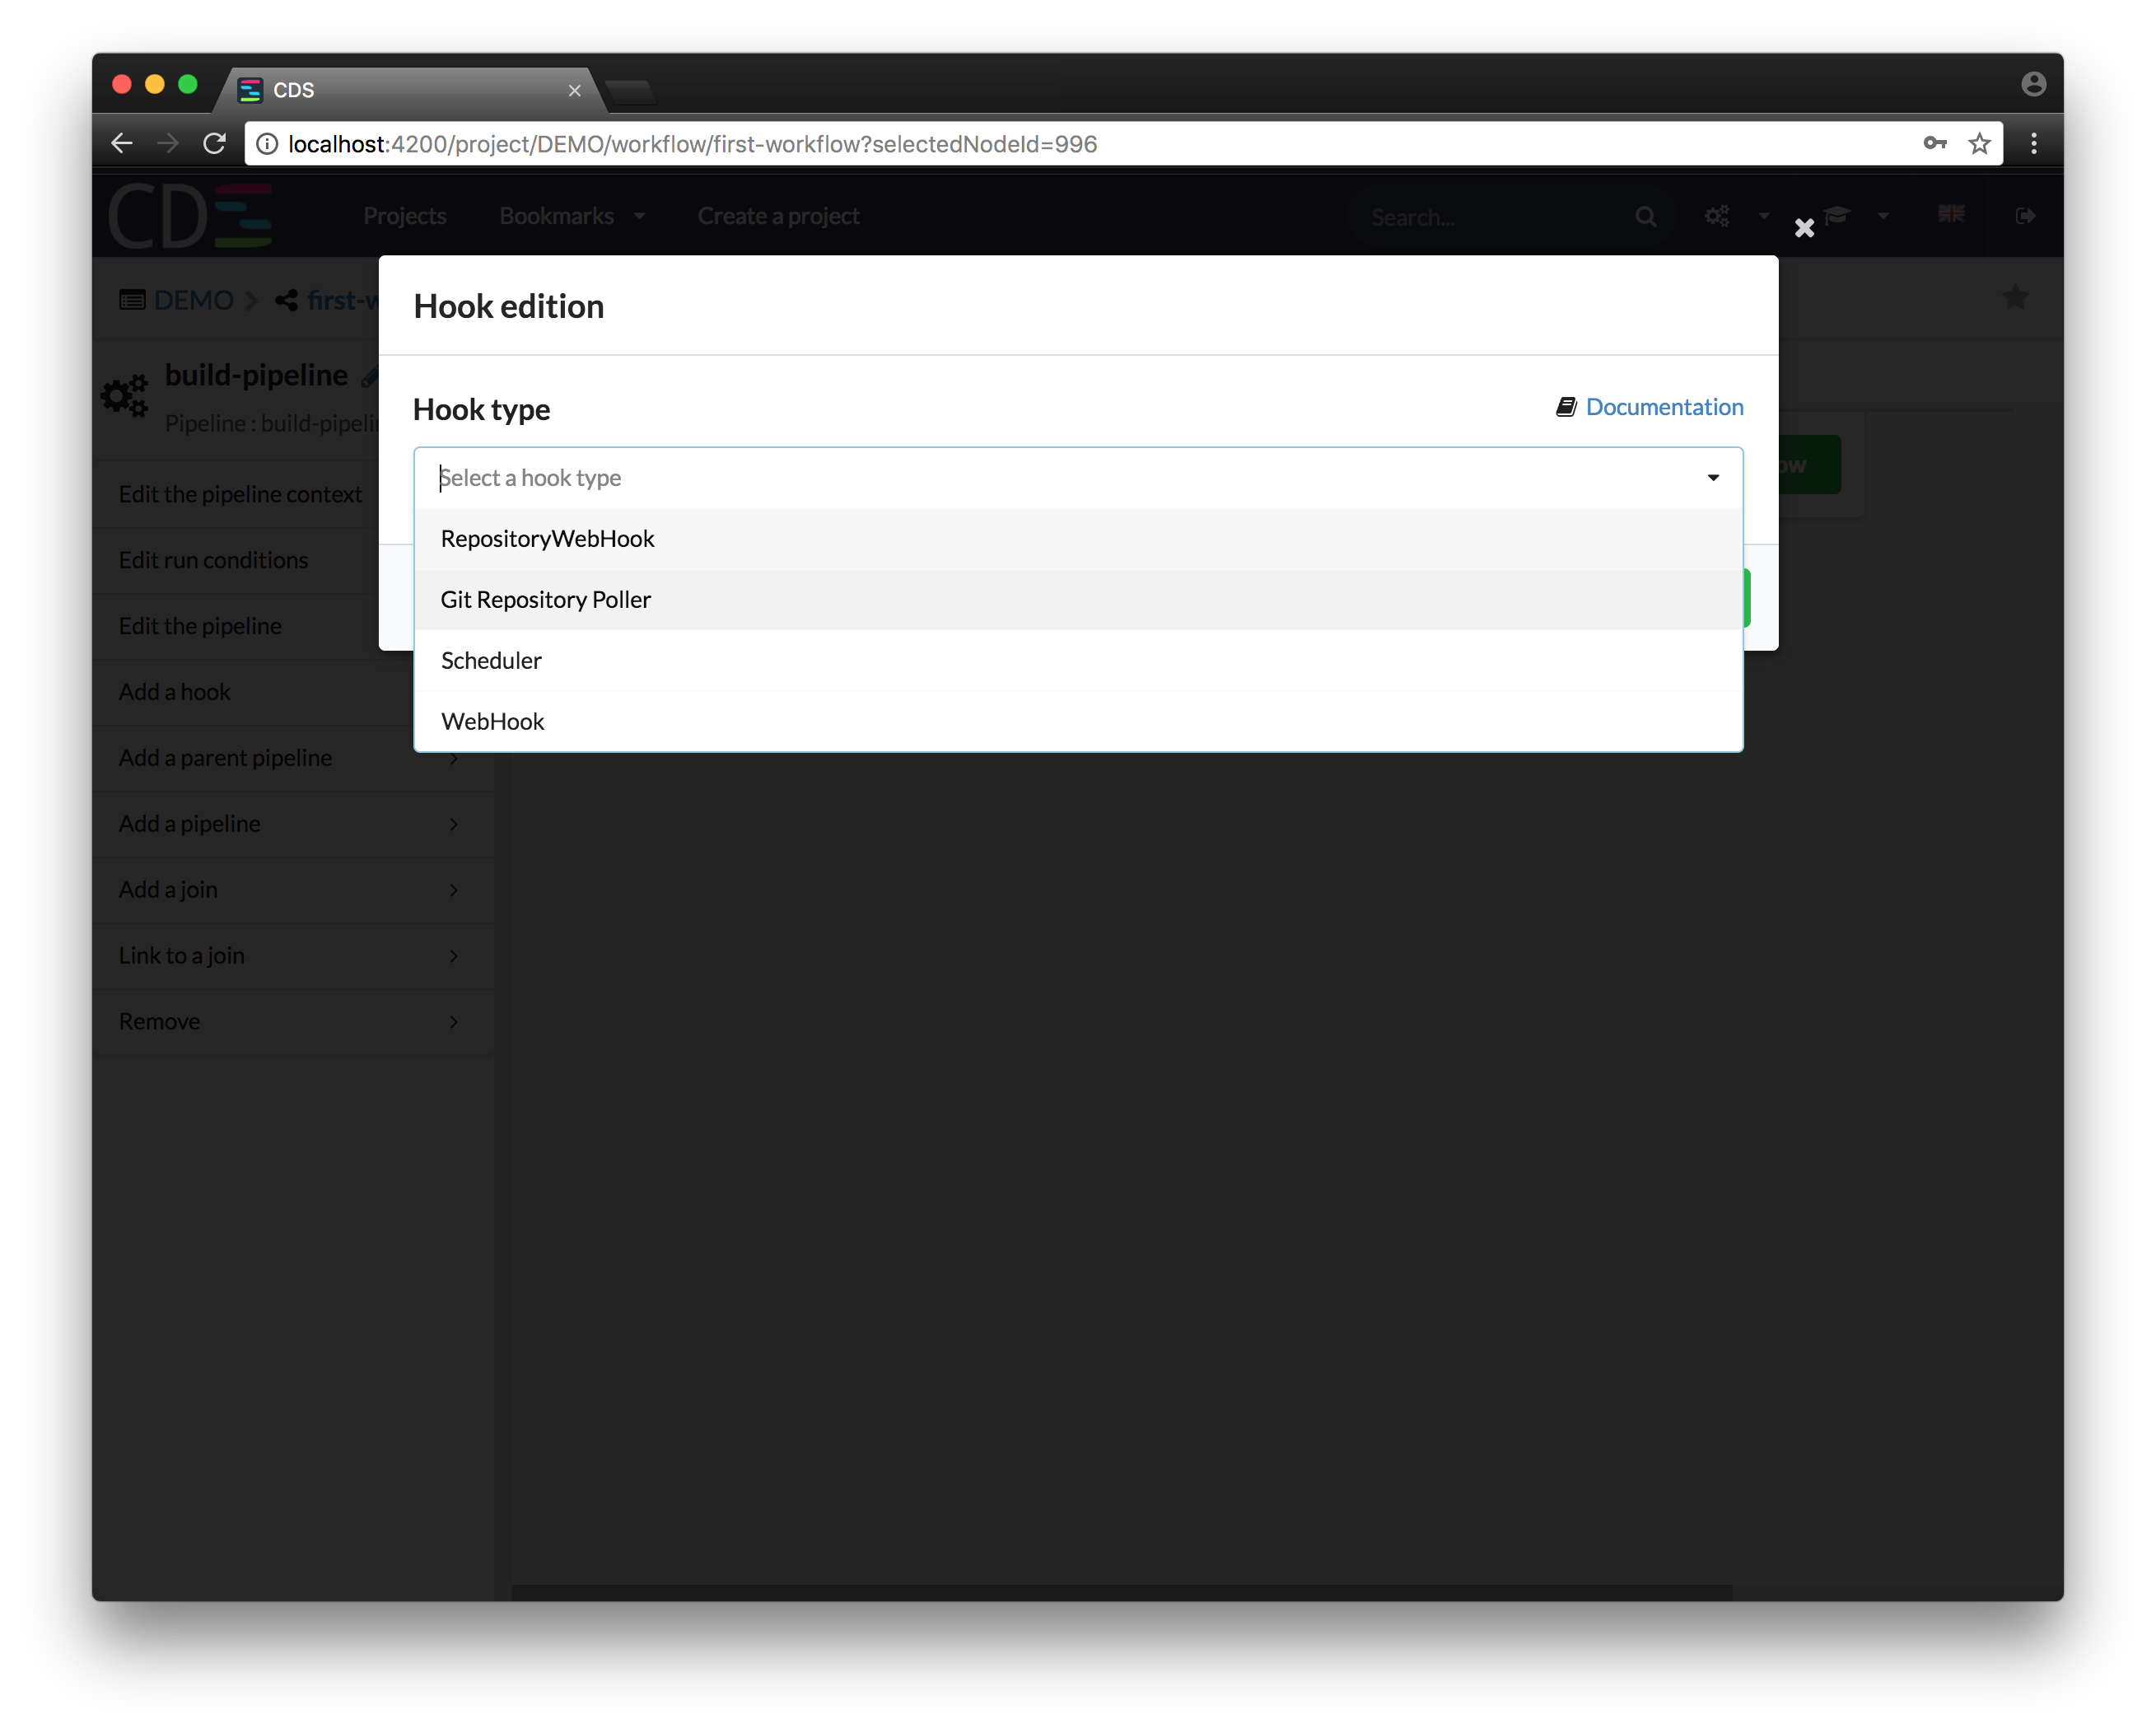 CDS
localhost:4200/project/DEMO/workflow/first-workflow?selectedNodeId=996
CD
Projects
Bookmarks
Create a project
Search...
DEMO
first-w
Hook edition
build-pipeline
Pipeline : build-pipelin
Hook type
Documentation
Select a hook type
ow
RepositoryWebHook
Git Repository Poller
Scheduler
WebHook
Edit the pipeline context
Edit run conditions
Edit the pipeline
Add a hook
Add a parent pipeline
Add a pipeline
Add a join
Link to a join
Remove